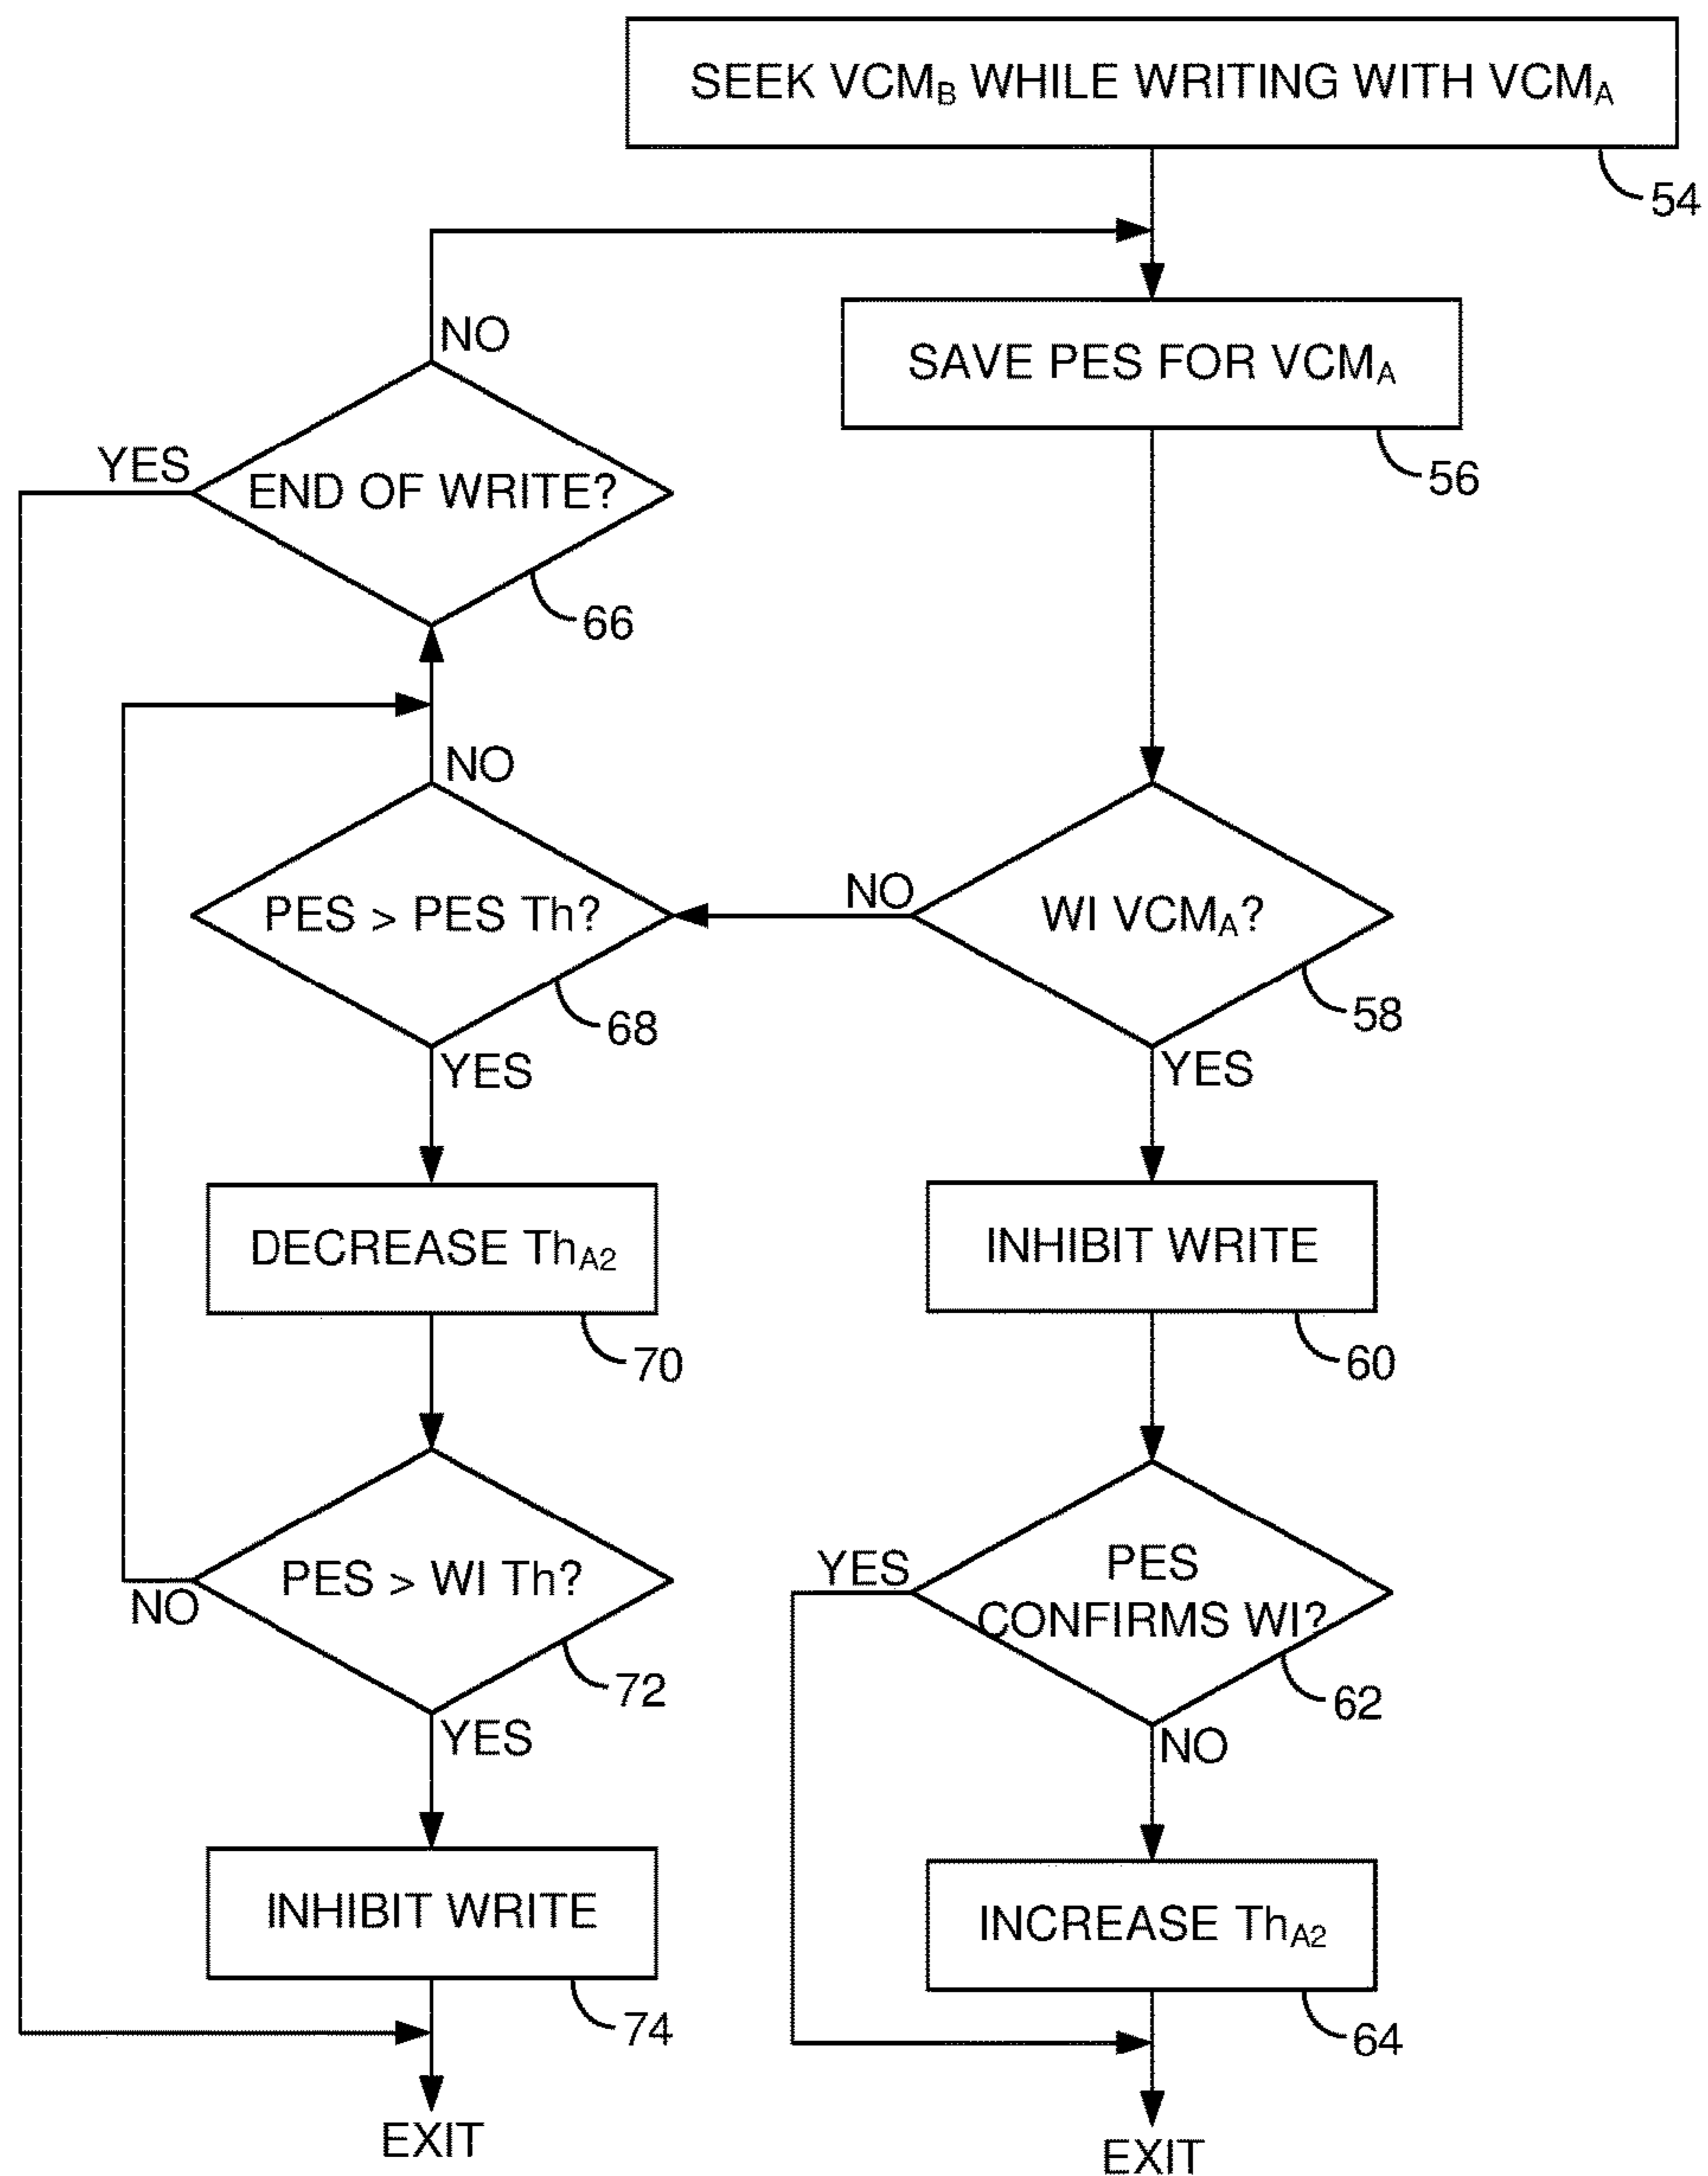 SEEK VCMB WHILE WRITING WITH VCMA
54
NO
SAVE PES FOR VCMA
56
YES
END OF WRITE?
66
NO
PES > PES Th?
68
NO
WI VCMA?
58
YES
YES
DECREASE ThA2
70
INHIBIT WRITE
60
PES > WI Th?
NO
72
YES
PES
CONFIRMS WI?
62
YES
NO
INHIBIT WRITE
74
INCREASE ThA2
64
EXIT
EXIT